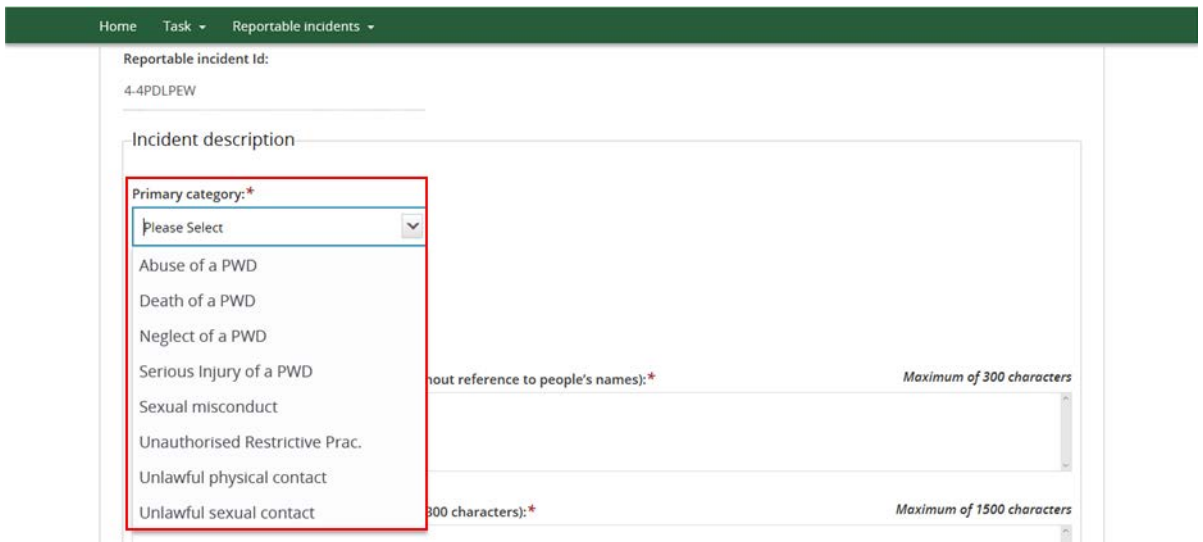 Home Task Reportable incidents
Reportable incident Id:
4-4PDLPEW
Incident description
Primary category:*
Please Select
Abuse of a PWD
Death of a PWD
Neglect of a PWD
Serious Injury of a PWD
hout reference to people's names):* Maximum of 300 characters
Sexual misconduct
Unauthorised Restrictive Prac.
Unlawful physical contact
Unlawful sexual contact
300 characters):* Maximum of 1500 characters